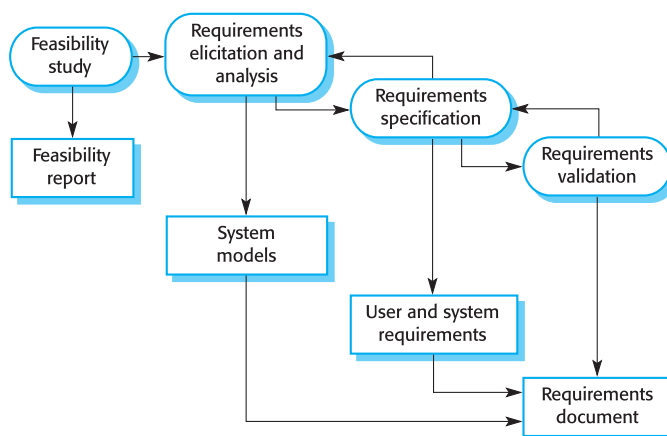 Feasibility
study
Requirements
elicitation and
analysis
Requirements
specification
Requirements
validation
Feasibility
report
System
models
User and system
requirements
Requirements
document